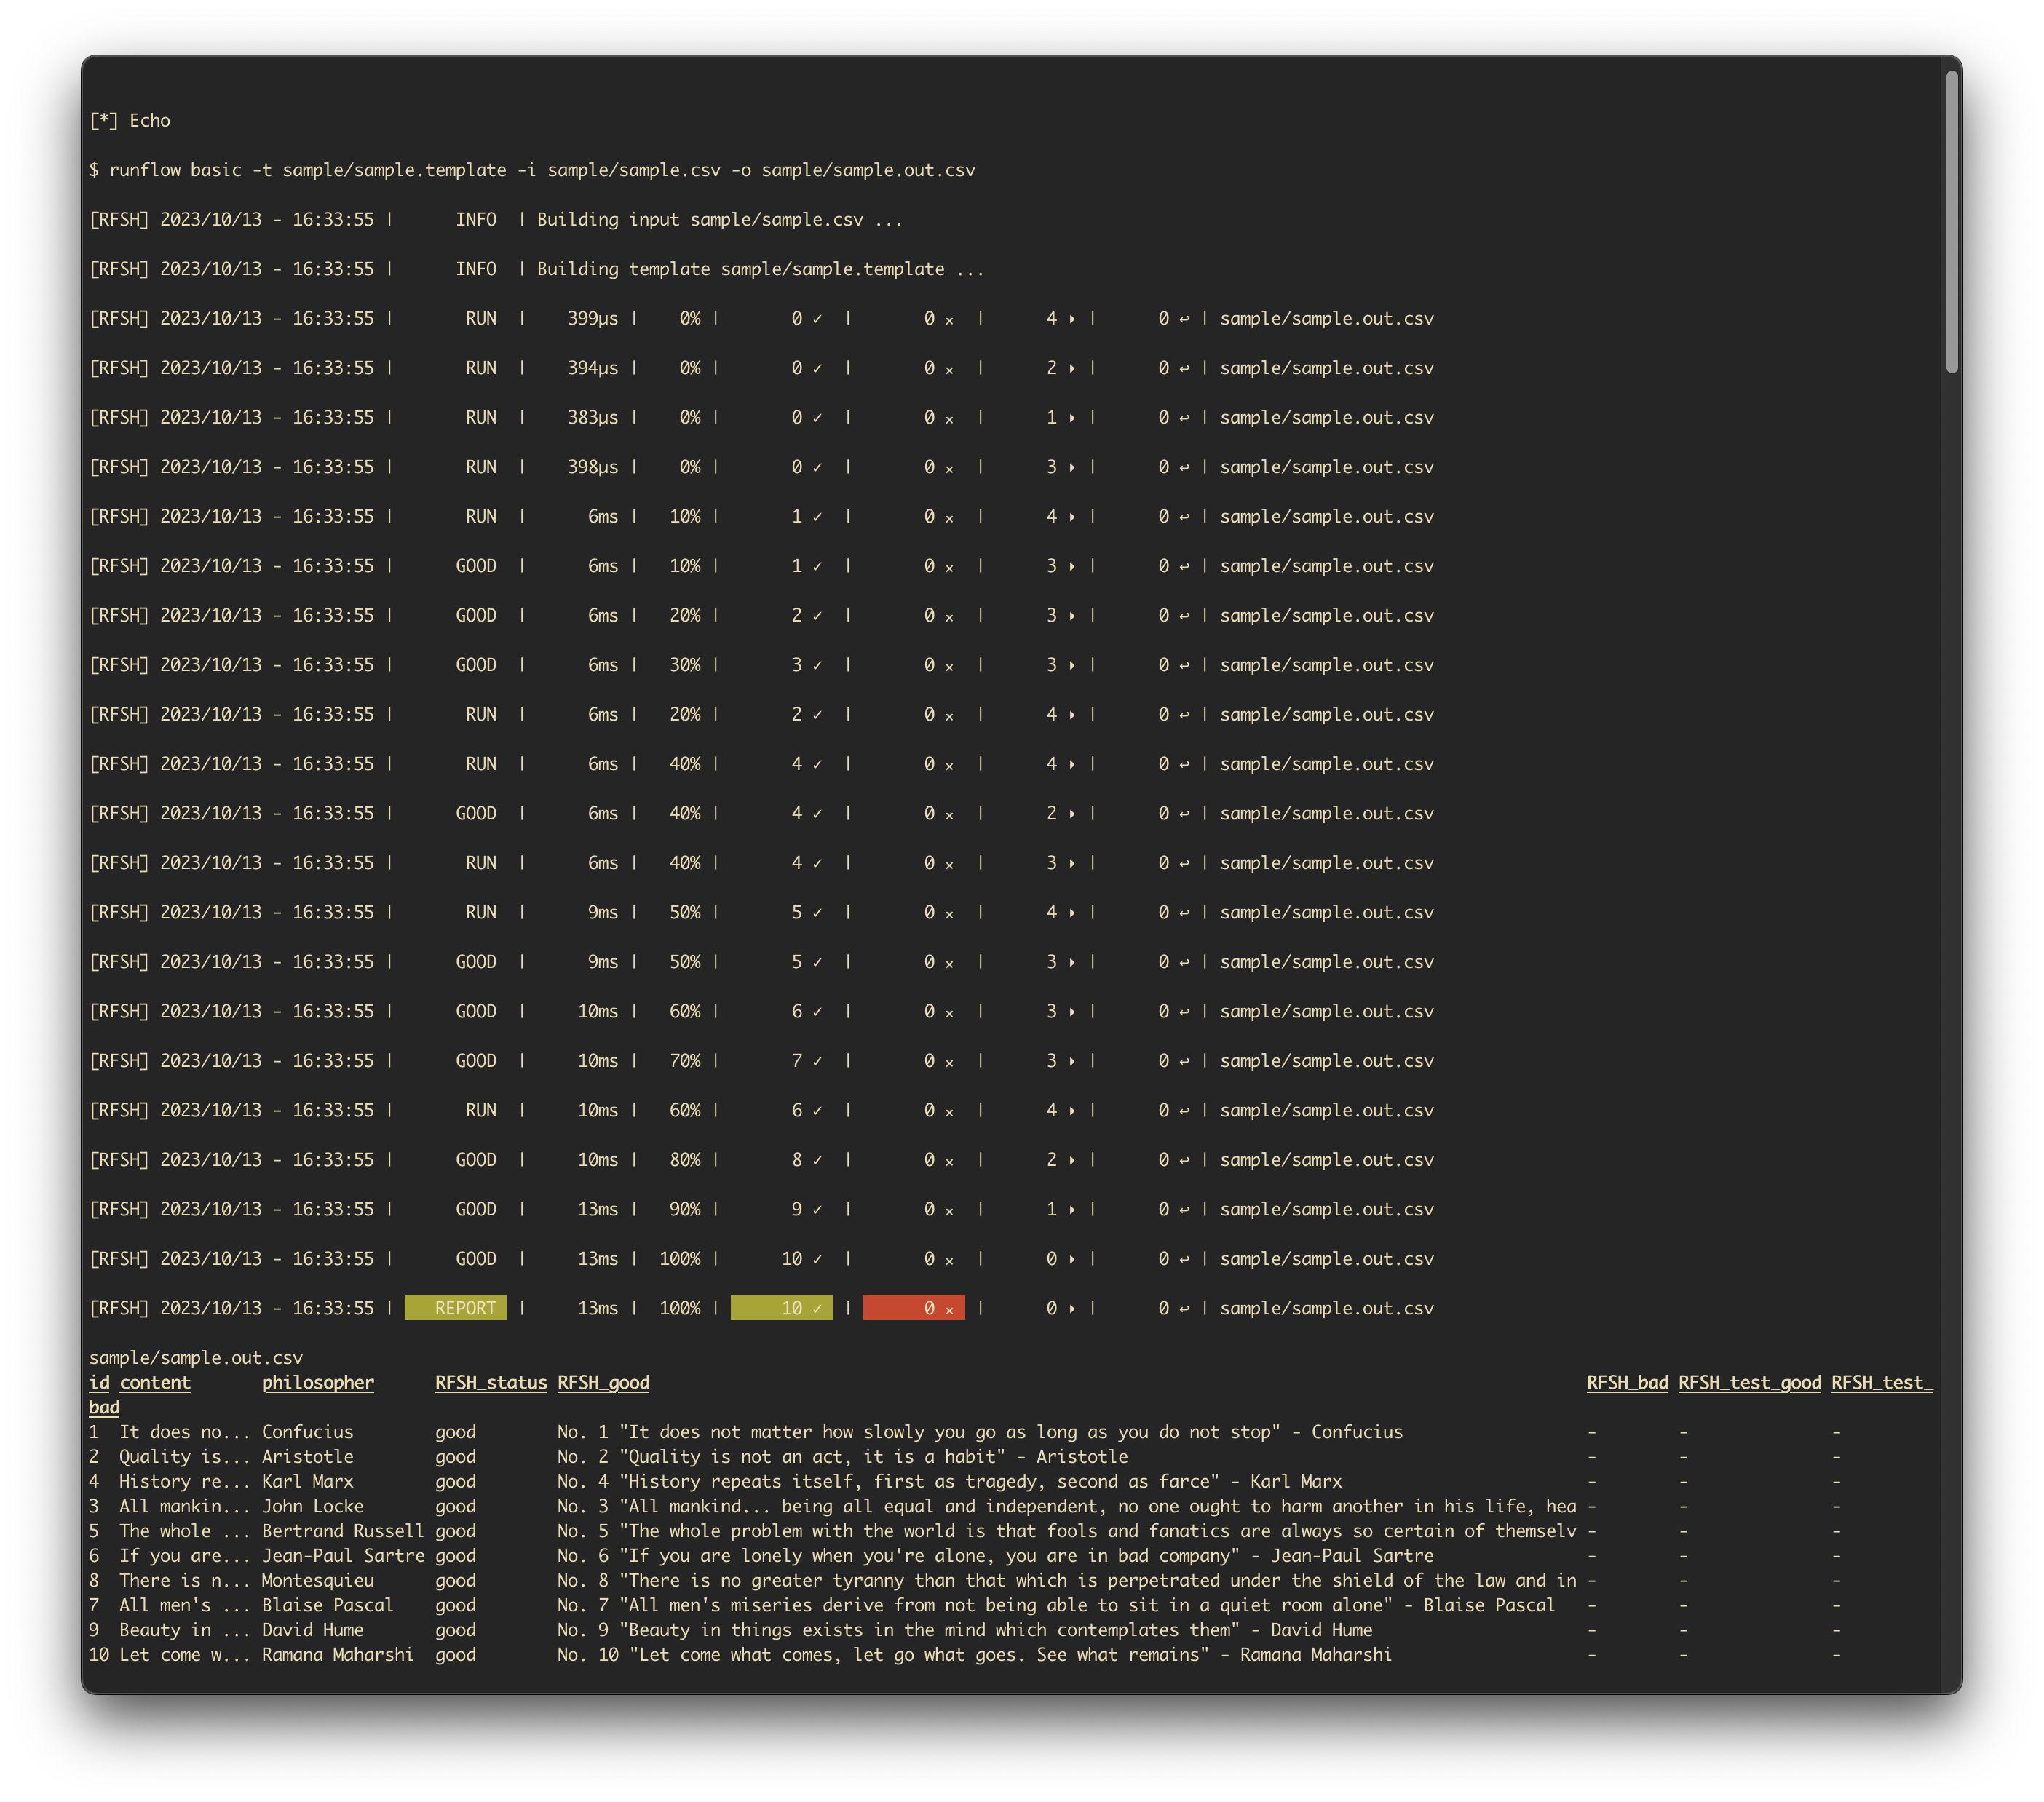 [*] Echo
$ runflow basic -t sample/sample.template -i sample/sample.csv -o sample/sample.out.csv
[RFSH] 2023/10/13 - 16:33:55 |      INFO  | Building input sample/sample.csv ...
[RFSH] 2023/10/13 - 16:33:55 |      INFO  | Building template sample/sample.template ...
[RFSH] 2023/10/13 - 16:33:55 |       RUN  |    399µs |    0% |       0 ✓  |       0 ✗  |      4 ‣ |      0 ↩ | sample/sample.out.csv
[RFSH] 2023/10/13 - 16:33:55 |       RUN  |    394µs |    0% |       0 ✓  |       0 ✗  |      2 ‣ |      0 ↩ | sample/sample.out.csv
[RFSH] 2023/10/13 - 16:33:55 |       RUN  |    383µs |    0% |       0 ✓  |       0 ✗  |      1 ‣ |      0 ↩ | sample/sample.out.csv
[RFSH] 2023/10/13 - 16:33:55 |       RUN  |    398µs |    0% |       0 ✓  |       0 ✗  |      3 ‣ |      0 ↩ | sample/sample.out.csv
[RFSH] 2023/10/13 - 16:33:55 |       RUN  |      6ms |   10% |       1 ✓  |       0 ✗  |      4 ‣ |      0 ↩ | sample/sample.out.csv
[RFSH] 2023/10/13 - 16:33:55 |      GOOD  |      6ms |   10% |       1 ✓  |       0 ✗  |      3 ‣ |      0 ↩ | sample/sample.out.csv
[RFSH] 2023/10/13 - 16:33:55 |      GOOD  |      6ms |   20% |       2 ✓  |       0 ✗  |      3 ‣ |      0 ↩ | sample/sample.out.csv
[RFSH] 2023/10/13 - 16:33:55 |      GOOD  |      6ms |   30% |       3 ✓  |       0 ✗  |      3 ‣ |      0 ↩ | sample/sample.out.csv
[RFSH] 2023/10/13 - 16:33:55 |       RUN  |      6ms |   20% |       2 ✓  |       0 ✗  |      4 ‣ |      0 ↩ | sample/sample.out.csv
[RFSH] 2023/10/13 - 16:33:55 |       RUN  |      6ms |   40% |       4 ✓  |       0 ✗  |      4 ‣ |      0 ↩ | sample/sample.out.csv
[RFSH] 2023/10/13 - 16:33:55 |      GOOD  |      6ms |   40% |       4 ✓  |       0 ✗  |      2 ‣ |      0 ↩ | sample/sample.out.csv
[RFSH] 2023/10/13 - 16:33:55 |       RUN  |      6ms |   40% |       4 ✓  |       0 ✗  |      3 ‣ |      0 ↩ | sample/sample.out.csv
[RFSH] 2023/10/13 - 16:33:55 |       RUN  |      9ms |   50% |       5 ✓  |       0 ✗  |      4 ‣ |      0 ↩ | sample/sample.out.csv
[RFSH] 2023/10/13 - 16:33:55 |      GOOD  |      9ms |   50% |       5 ✓  |       0 ✗  |      3 ‣ |      0 ↩ | sample/sample.out.csv
[RFSH] 2023/10/13 - 16:33:55 |      GOOD  |     10ms |   60% |       6 ✓  |       0 ✗  |      3 ‣ |      0 ↩ | sample/sample.out.csv
[RFSH] 2023/10/13 - 16:33:55 |      GOOD  |     10ms |   70% |       7 ✓  |       0 ✗  |      3 ‣ |      0 ↩ | sample/sample.out.csv
[RFSH] 2023/10/13 - 16:33:55 |       RUN  |     10ms |   60% |       6 ✓  |       0 ✗  |      4 ‣ |      0 ↩ | sample/sample.out.csv
[RFSH] 2023/10/13 - 16:33:55 |      GOOD  |     10ms |   80% |       8 ✓  |       0 ✗  |      2 ‣ |      0 ↩ | sample/sample.out.csv
[RFSH] 2023/10/13 - 16:33:55 |      GOOD  |     13ms |   90% |       9 ✓  |       0 ✗  |      1 ‣ |      0 ↩ | sample/sample.out.csv
[RFSH] 2023/10/13 - 16:33:55 |      GOOD  |     13ms |  100% |      10 ✓  |       0 ✗  |      0 ‣ |      0 ↩ | sample/sample.out.csv
[RFSH] 2023/10/13 - 16:33:55 |    REPORT  |     13ms |  100% |      10 ✓  |       0 ✗  |      0 ‣ |      0 ↩ | sample/sample.out.csv
sample/sample.out.csv
id content       philosopher      RFSH_status RFSH_good       RFSH_bad RFSH_test_good RFSH_test_
bad
1  It does no... Confucius        good        No. 1 "It does not matter how slowly you go as long as you do not stop" - Confucius - - -
2  Quality is... Aristotle        good        No. 2 "Quality is not an act, it is a habit" - Aristotle - - -
4  History re... Karl Marx        good        No. 4 "History repeats itself, first as tragedy, second as farce" - Karl Marx - - -
3  All mankin... John Locke       good        No. 3 "All mankind... being all equal and independent, no one ought to harm another in his life, hea - - -
5  The whole ... Bertrand Russell good        No. 5 "The whole problem with the world is that fools and fanatics are always so certain of themselv - - -
6  If you are... Jean-Paul Sartre good        No. 6 "If you are lonely when you're alone, you are in bad company" - Jean-Paul Sartre - - -
8  There is n... Montesquieu      good        No. 8 "There is no greater tyranny than that which is perpetrated under the shield of the law and in - - -
7  All men's ... Blaise Pascal    good        No. 7 "All men's miseries derive from not being able to sit in a quiet room alone" - Blaise Pascal - - -
9  Beauty in ... David Hume       good        No. 9 "Beauty in things exists in the mind which contemplates them" - David Hume - - -
10 Let come w... Ramana Maharshi  good        No. 10 "Let come what comes, let go what goes. See what remains" - Ramana Maharshi - - -